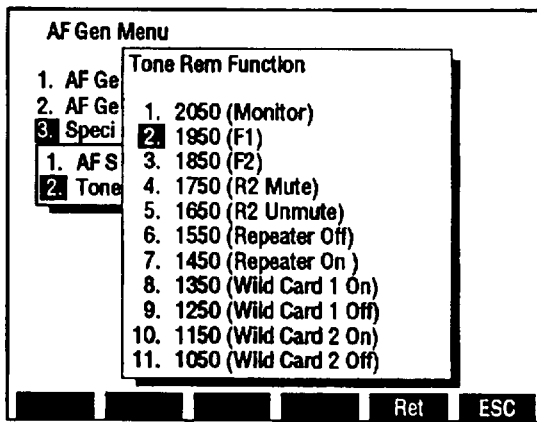 AF Gen Menu
1. AF Ge
2. AF Ge
3. Speci
1. AF S
2. Tone
Tone Rem Function
1. 2050 (Monitor)
2. 1950 (F1)
3. 1850 (F2)
4. 1750 (R2 Mute)
5. 1650 (R2 Unmute)
6. 1550 (Repeater Off)
7. 1450 (Repeater On )
8. 1350 (Wild Card 1 On)
9. 1250 (Wild Card 1 Off)
10. 1150 (Wild Card 2 On)
11. 1050 (Wild Card 2 Off)
Ret ESC